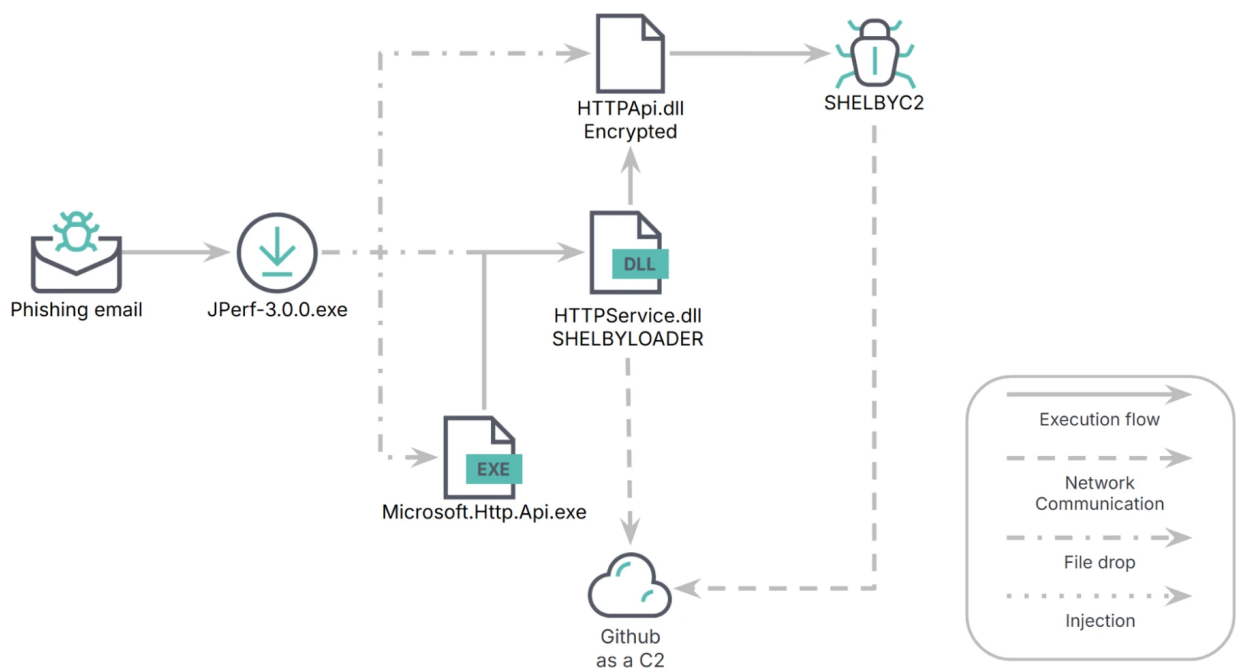 HTTPApi.dll
Encrypted
SHELBYC2
Phishing email
JPerf-3.0.0.exe
DLL
HTTPService.dll
SHELBYLOADER
EXE
Microsoft.Http.Api.exe
Github
as a C2
Execution flow
Network
Communication
File drop
Injection